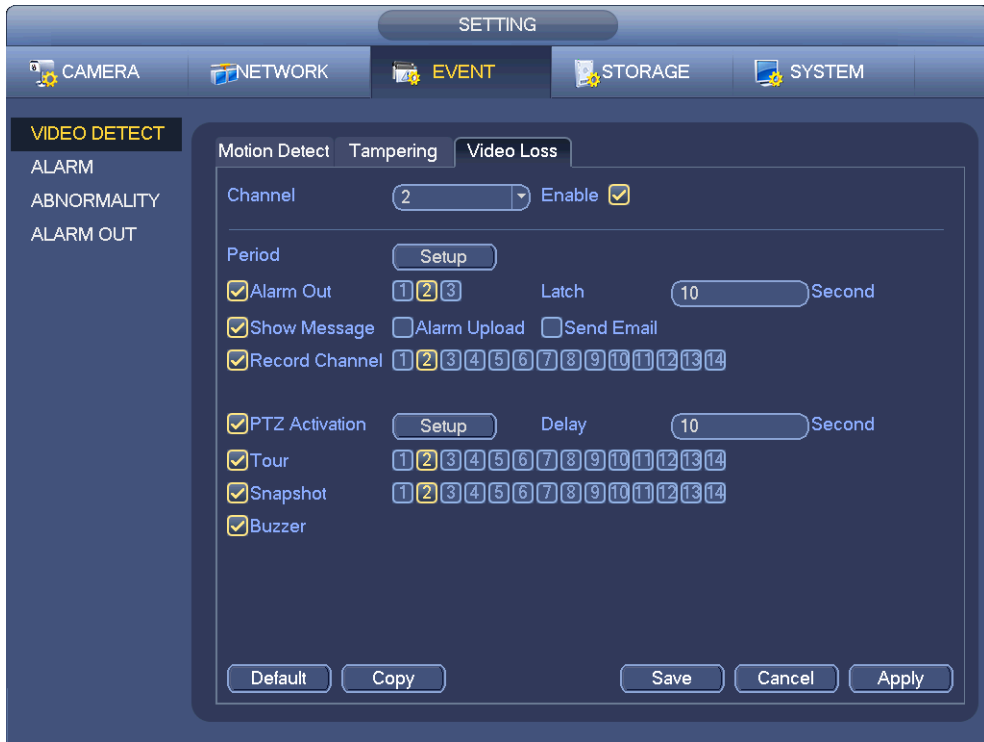 SETTING
CAMERA NETWORK EVENT STORAGE SYSTEM
VIDEO DETECT
ALARM
ABNORMALITY
ALARM OUT
Motion Detect Tampering Video Loss
Channel 2 Enable
Period Setup
Alarm Out 1 2 3 Latch 10 Second
Show Message Alarm Upload Send Email
Record Channel 1 2 3 4 5 6 7 8 9 10 11 12 13 14
PTZ Activation Setup Delay 10 Second
Tour 1 2 3 4 5 6 7 8 9 10 11 12 13 14
Snapshot 1 2 3 4 5 6 7 8 9 10 11 12 13 14
Buzzer
Default Copy Save Cancel Apply